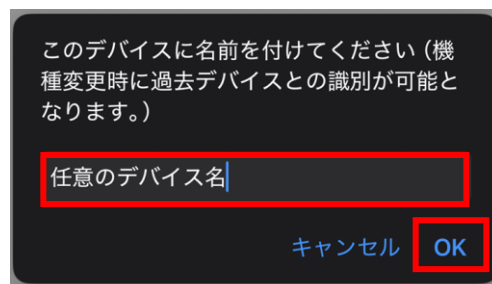 このデバイスに名前を付けてください（機
種変更時に過去デバイスとの識別が可能と
なります。）
任意のデバイス名
キャンセル OK